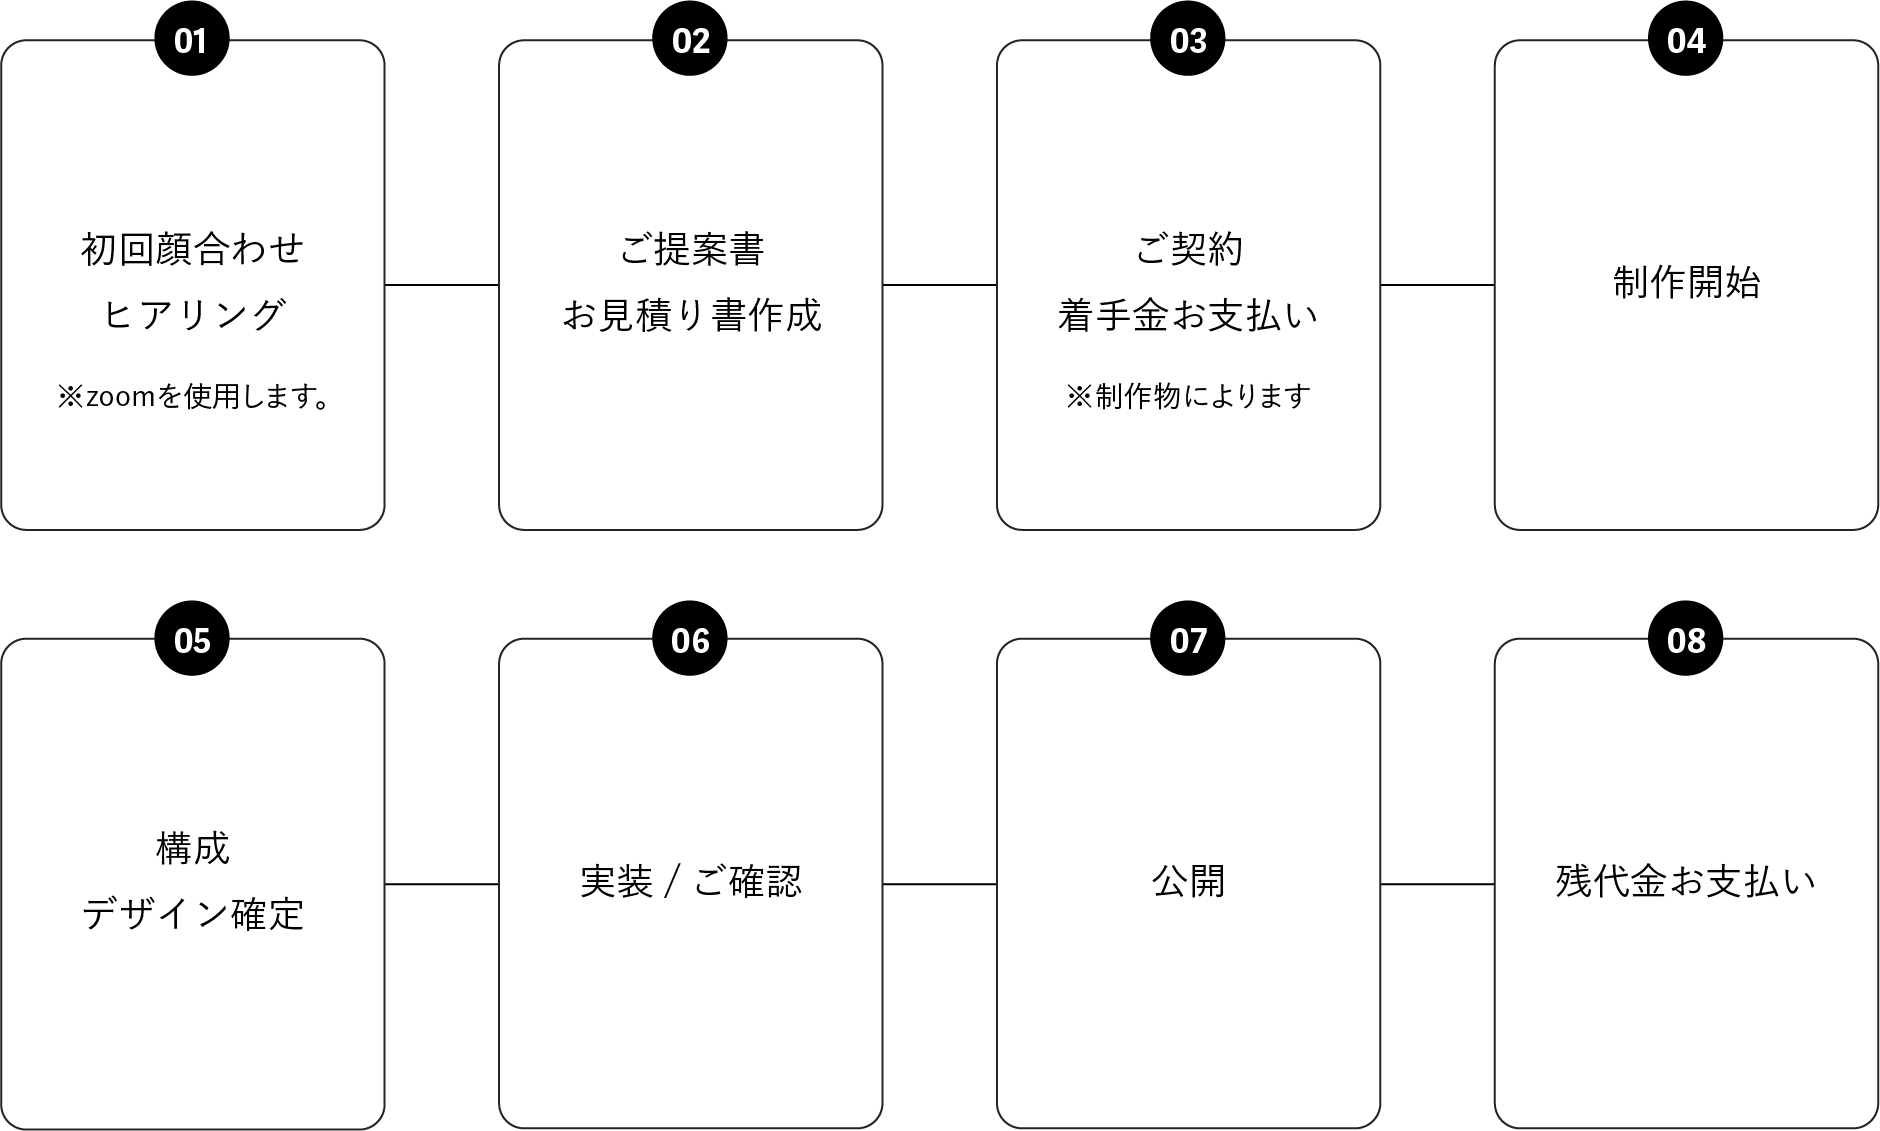 01
初回顔合わせ
ヒアリング
※zoomを使用します。
02
ご提案書
お見積り書作成
03
ご契約
着手金お支払い
※制作物によります
04
制作開始
05
構成
デザイン確定
06
実装 / ご確認
07
公開
08
残代金お支払い